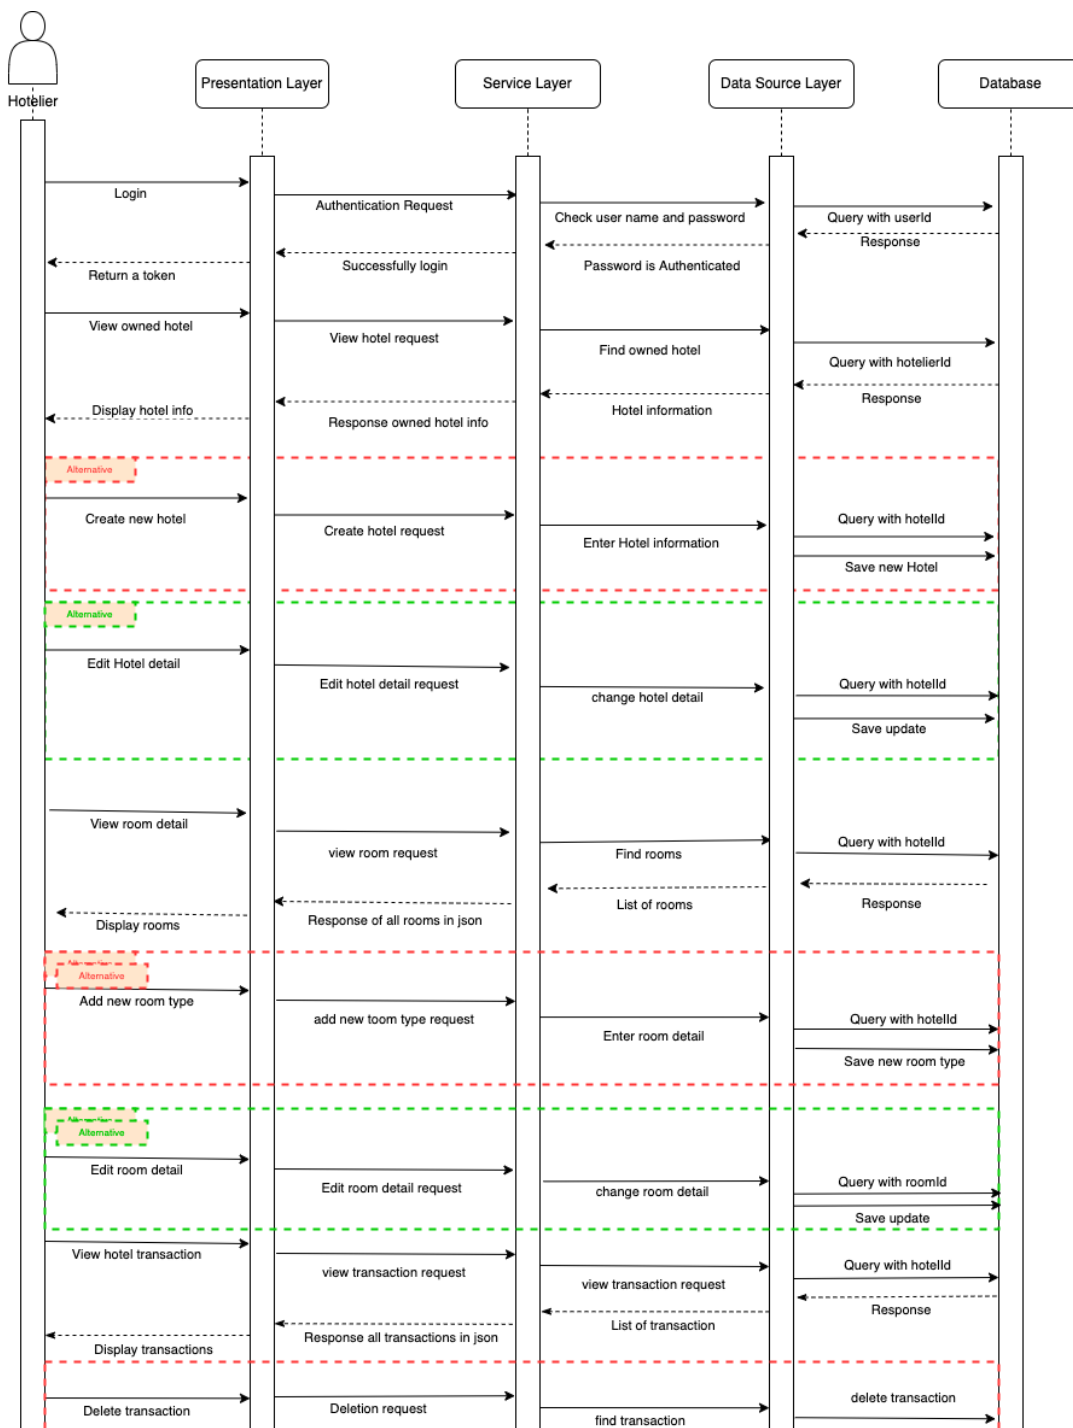 Hotelier
Presentation Layer
Service Layer
Data Source Layer
Database
Login
Authentication Request
Check user name and password
Query with userId
Response
Password is Authenticated
Successfully login
Return a token
View owned hotel
View hotel request
Find owned hotel
Query with hotelierId
Response
Hotel information
Response owned hotel info
Display hotel info
Alternative
Create new hotel
Create hotel request
Enter Hotel information
Query with hotelId
Save new Hotel
Alternative
Edit Hotel detail
Edit hotel detail request
change hotel detail
Query with hotelId
Save update
View room detail
view room request
Find rooms
Query with hotelId
Response
List of rooms
Response of all rooms in json
Display rooms
Alternative
Add new room type
add new toom type request
Enter room detail
Query with hotelId
Save new room type
Alternative
Edit room detail
Edit room detail request
change room detail
Query with roomId
Save update
View hotel transaction
view transaction request
view transaction request
Query with hotelId
Response
List of transaction
Response all transactions in json
Display transactions
Delete transaction
Deletion request
find transaction
delete transaction